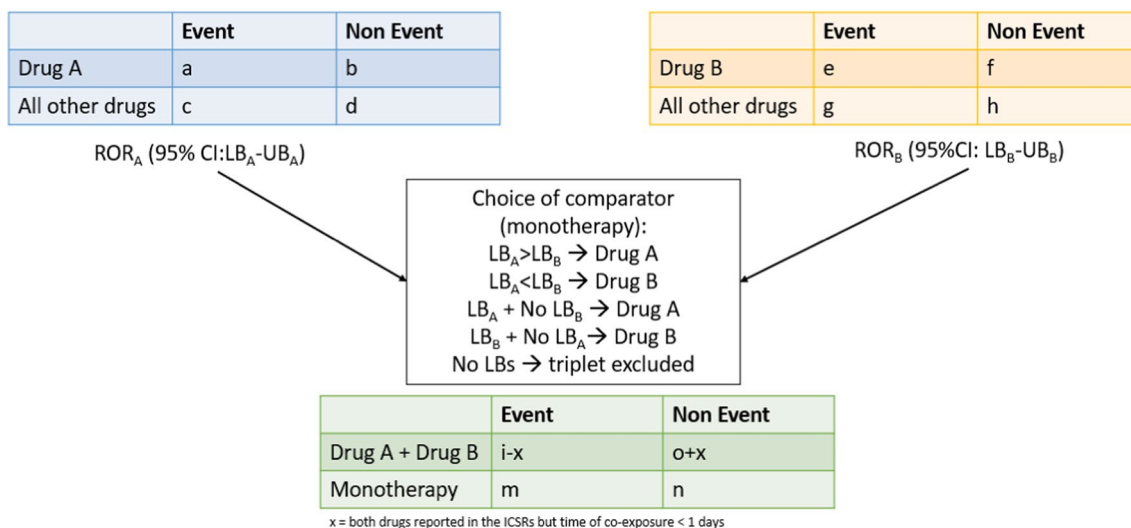 Event Non Event
Drug A a b
All other drugs c d
ROR_A (95% CI:LB_A-UB_A)
Event Non Event
Drug B e f
All other drugs g h
ROR_B (95%CI: LB_B-UB_B)
Choice of comparator
(monotherapy):
LB_A>LB_B → Drug A
LB_A<LB_B → Drug B
LB_A + No LB_B → Drug A
LB_B + No LB_A→ Drug B
No LBs → triplet excluded
Event Non Event
Drug A + Drug B i-x o+x
Monotherapy m n
x = both drugs reported in the ICSRs but time of co-exposure < 1 days